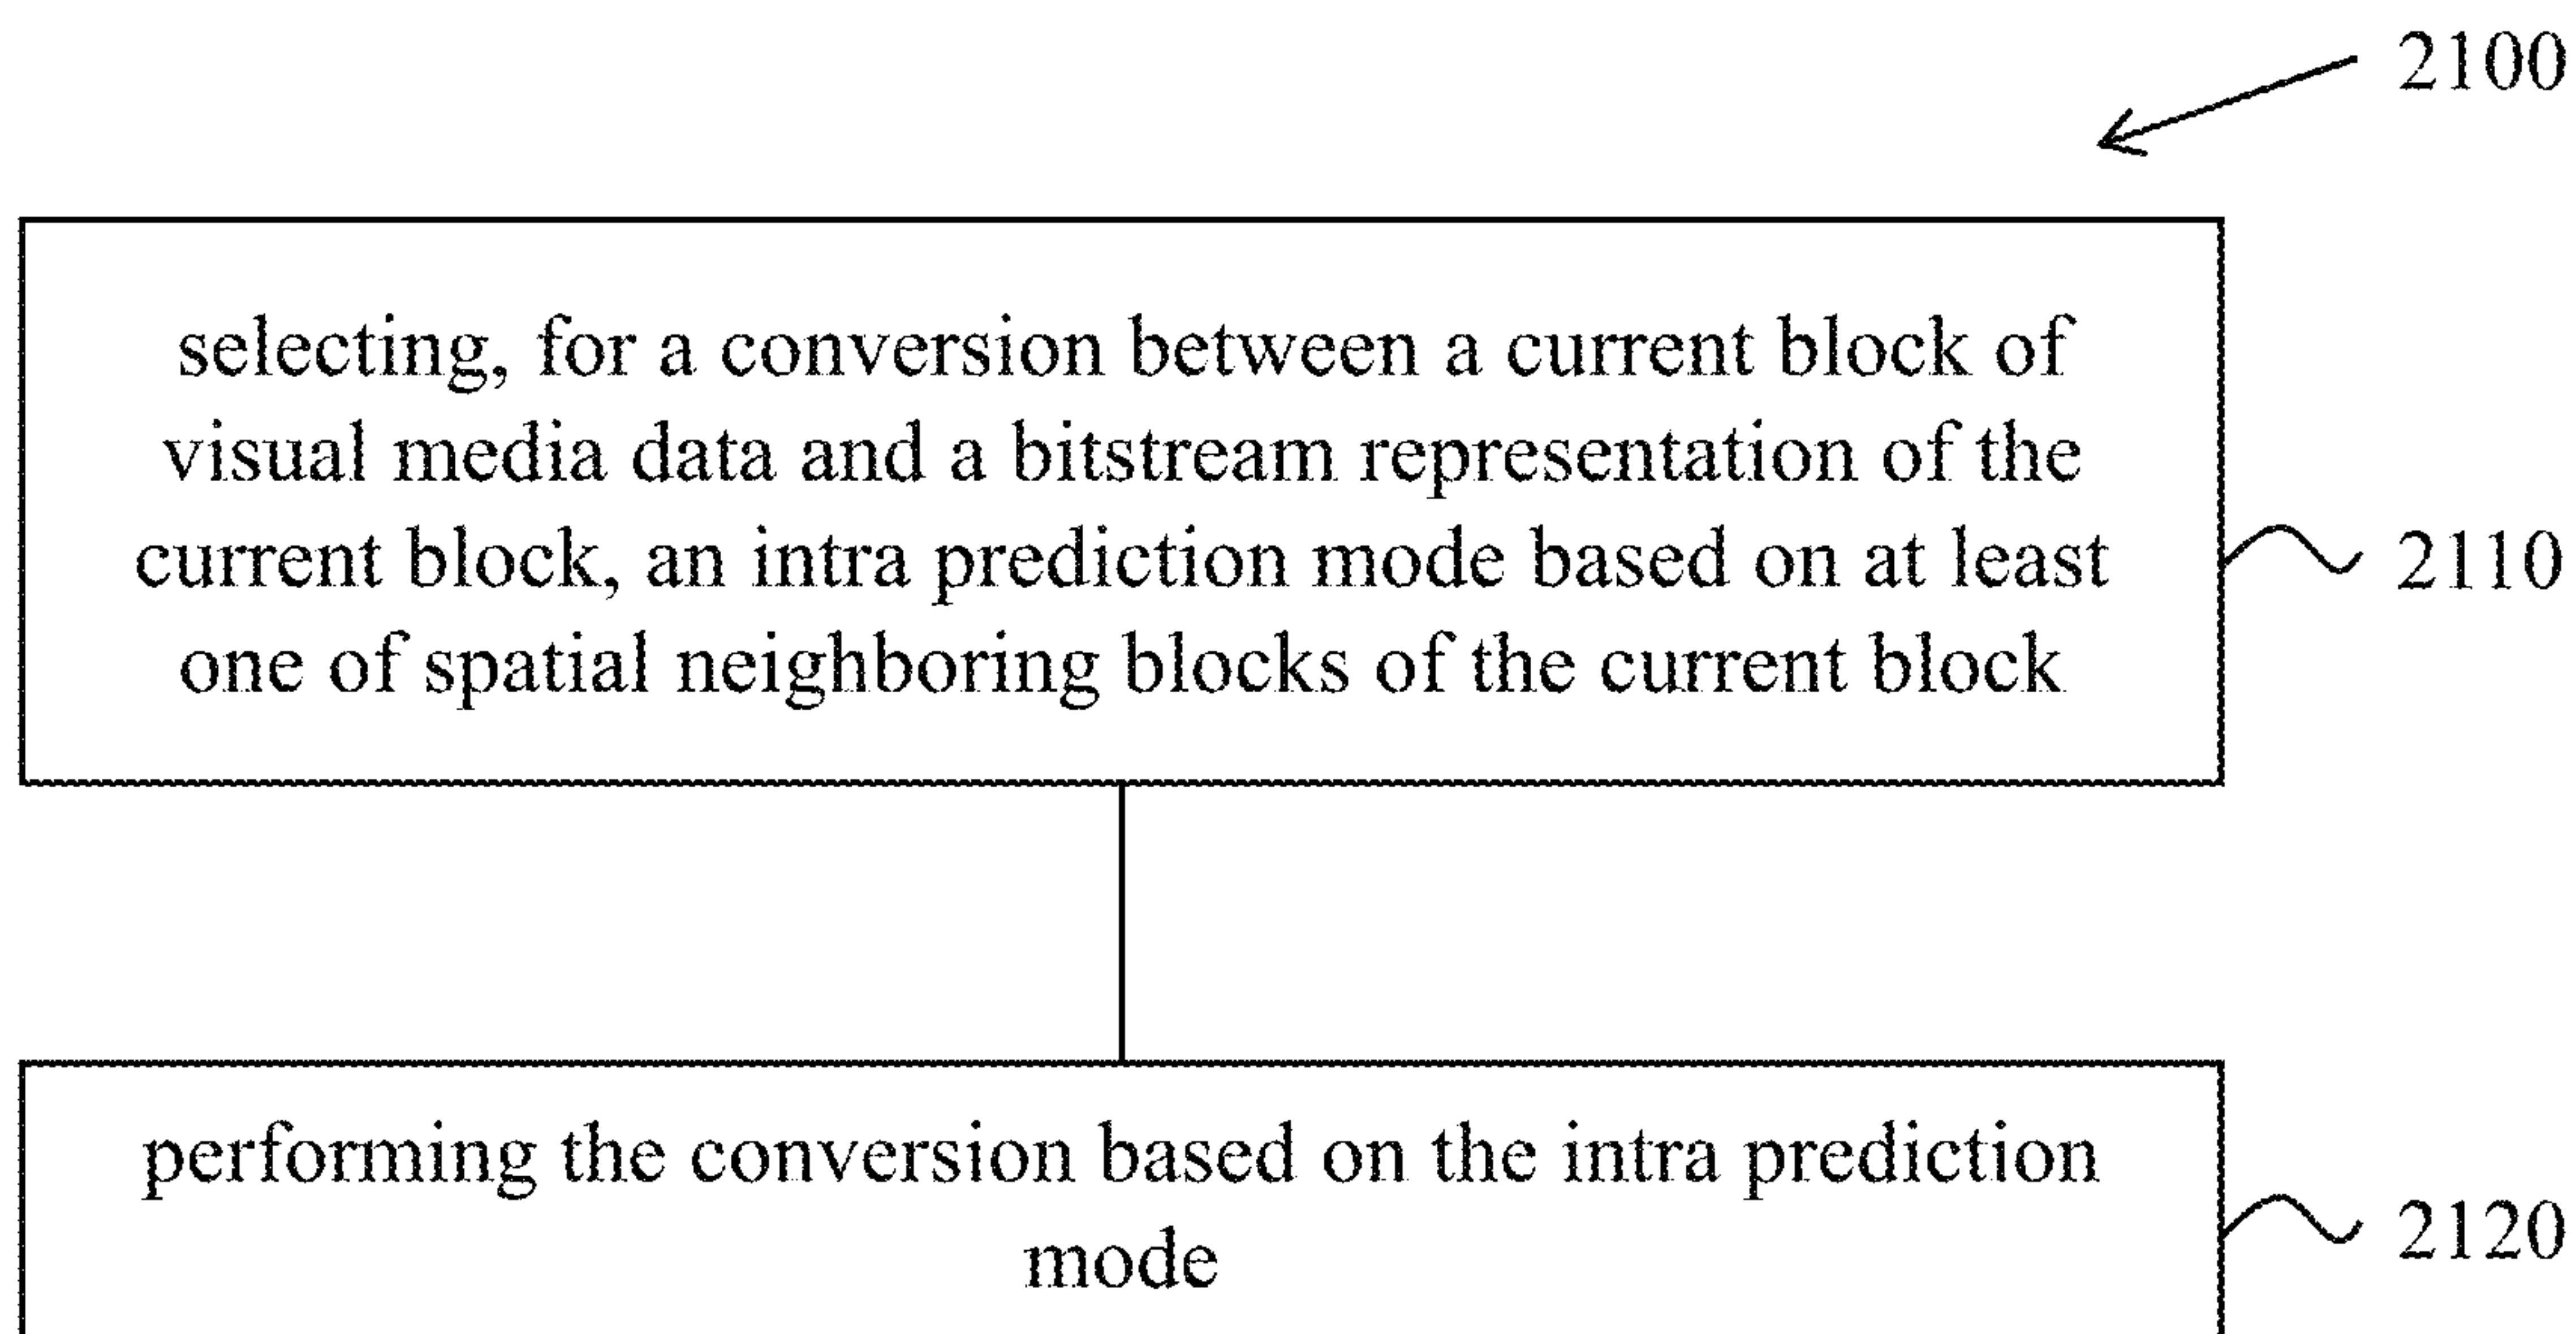 2100
selecting, for a conversion between a current block of
visual media data and a bitstream representation of the
current block, an intra prediction mode based on at least
one of spatial neighboring blocks of the current block
2110
performing the conversion based on the intra prediction
mode
2120